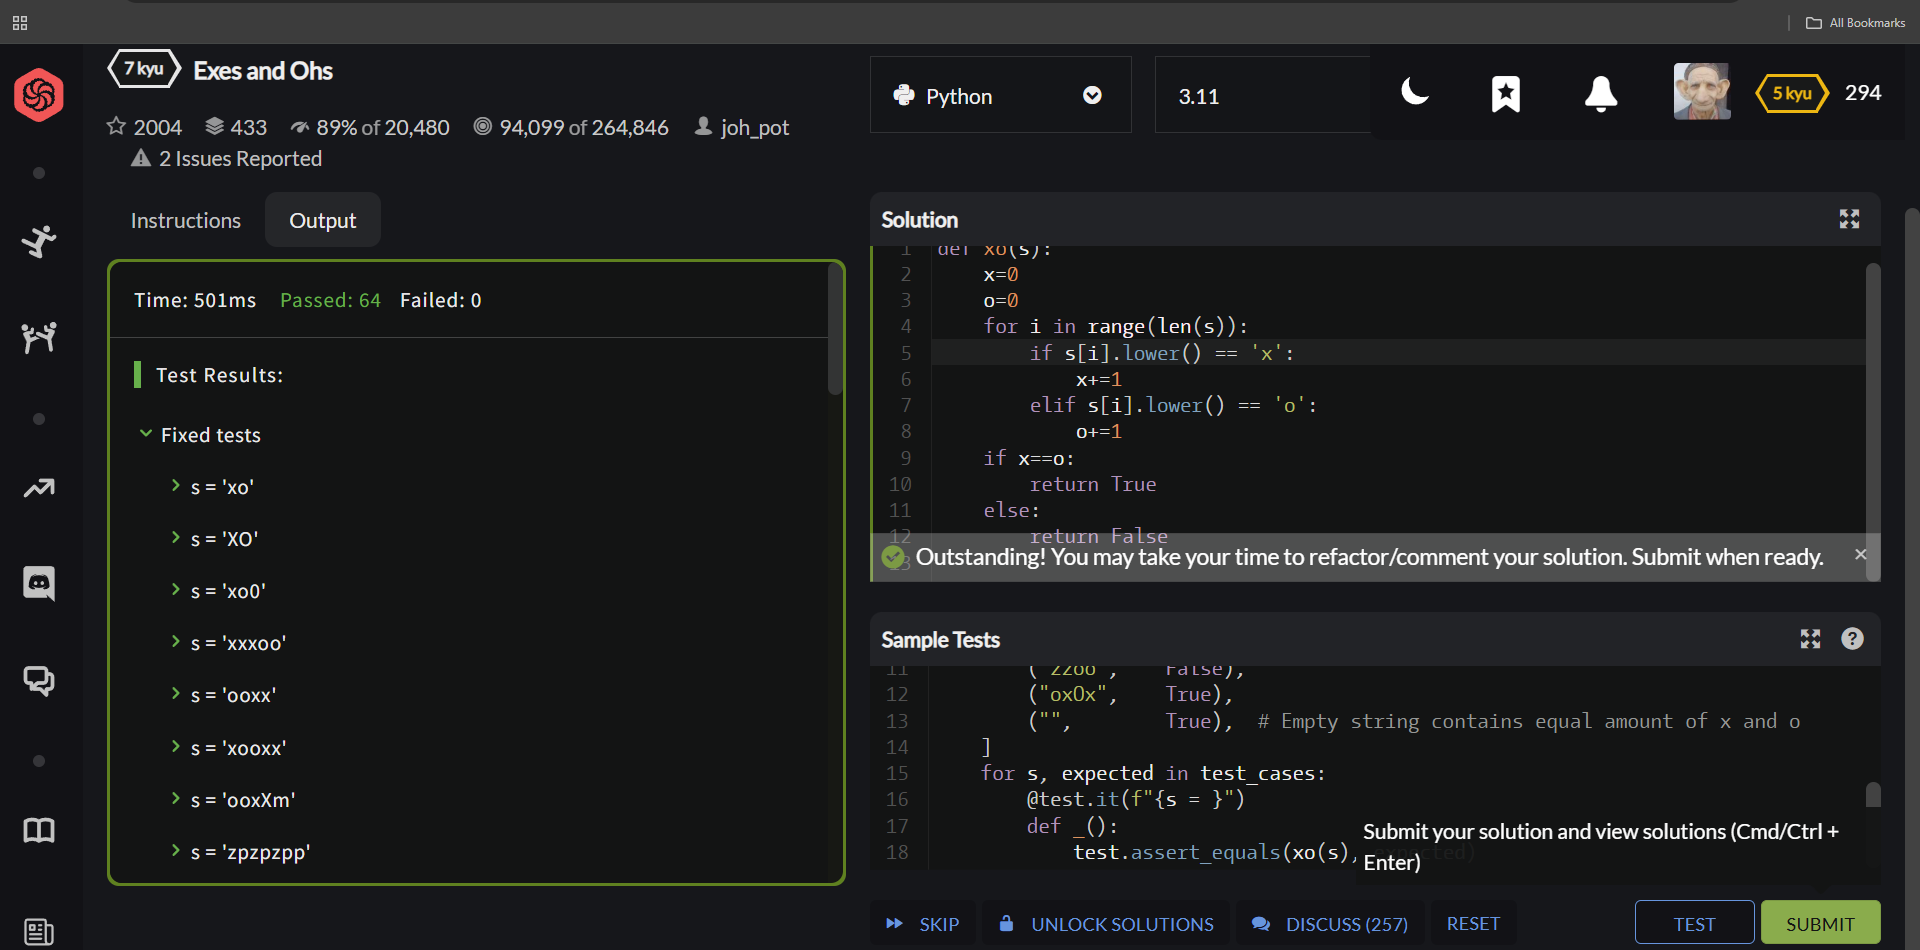 All Bookmarks
7 kyu Exes and Ohs
2004 433 89% of 20,480 94,099 of 264,846 joh_pot
2 Issues Reported
Python
3.11
5 kyu 294
Instructions Output
Time: 501ms Passed: 64 Failed: 0
Test Results:
Fixed tests
s = 'xo'
s = 'XO'
s = 'xo0'
s = 'xxxoo'
s = 'ooxx'
s = 'xooxx'
s = 'ooxXm'
s = 'zpzpzpp'
Solution
1 def xo(s):
2 x=0
3 o=0
4 for i in range(len(s)):
5 if s[i].lower() == 'x':
6 x+=1
7 elif s[i].lower() == 'o':
8 o+=1
9 if x==o:
10 return True
11 else:
12 return False
13
Outstanding! You may take your time to refactor/comment your solution. Submit when ready. ×
Sample Tests
11 ("zzoo", False),
12 ("oxOx", True),
13 ("", True), # Empty string contains equal amount of x and o
14 ]
15 for s, expected in test_cases:
16 @test.it(f"{s = }")
17 def _():
18 test.assert_equals(xo(s), expected)
Submit your solution and view solutions (Cmd/Ctrl +
Enter)
SKIP UNLOCK SOLUTIONS DISCUSS (257) RESET TEST SUBMIT